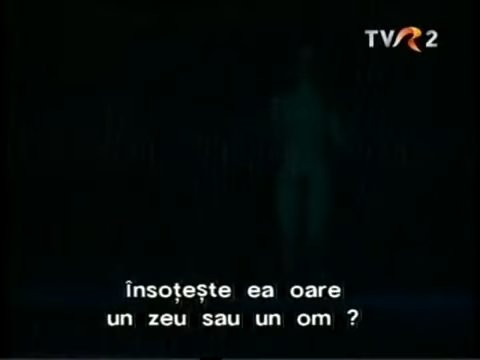 TVR2
însoțește ea oare
un zeu sau un om ?